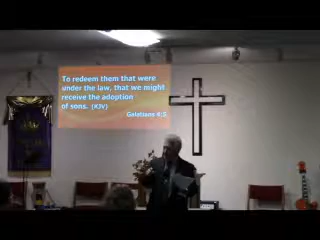 To redeem them that were
under the law, that we might
receive the adoption
of sons. (KJV)
Galatians 4:5